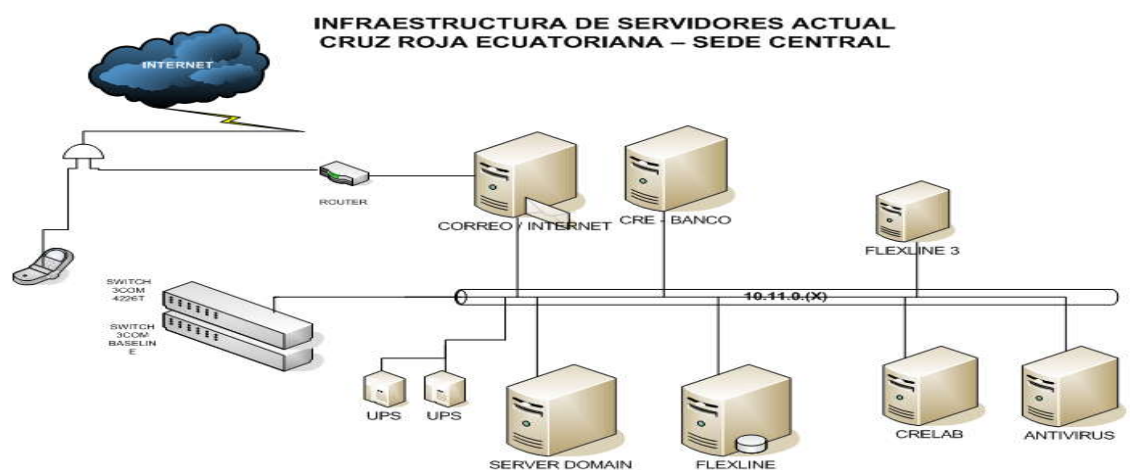 INFRAESTRUCTURA DE SERVIDORES ACTUAL
CRUZ ROJA ECUATORIANA – SEDE CENTRAL
INTERNET
ROUTER
CORREO / INTERNET
CRE - BANCO
FLEXLINE 3
SWITCH
3COM
4226T
SWITCH
3COM
BASELIN
E
10.11.0.(X)
UPS
UPS
SERVER DOMAIN
FLEXLINE
CRELAB
ANTIVIRUS